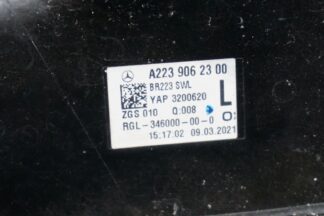 A223 906 23 00
BR223 SWL
YAP 3200620 L
ZGS 010 Q:008
RGL-346000-00-0 O:
15:17:02 09.03.2021